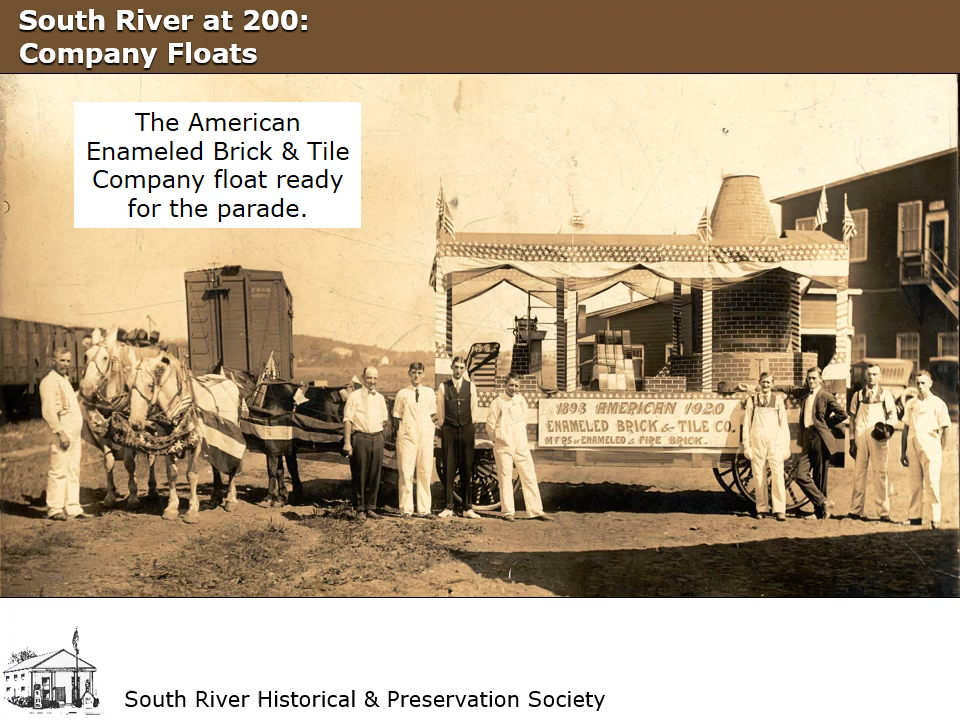 South River at 200:
Company Floats
The American
Enameled Brick & Tile
Company float ready
for the parade.
1893 AMERICAN 1920
ENAMELED BRICK & TILE CO.
M'F'RS OF ENAMELED & FIRE BRICK.
South River Historical & Preservation Society